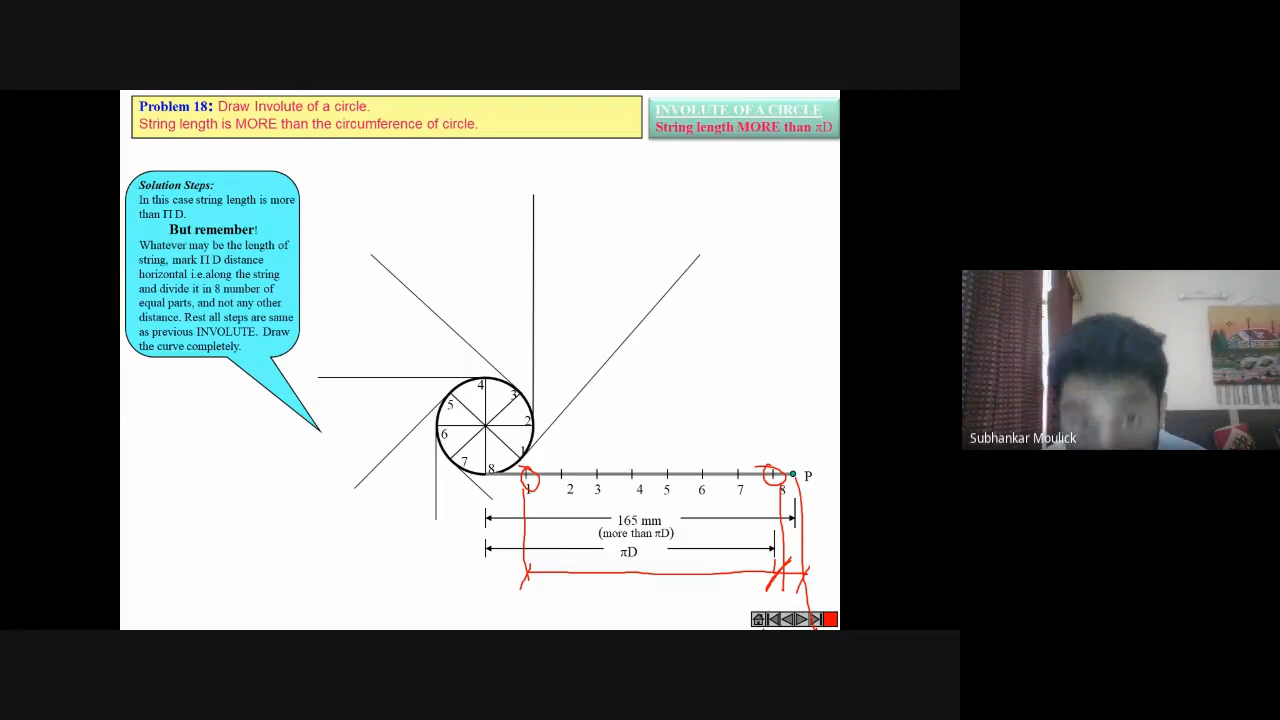 Problem 18: Draw Involute of a circle.
String length is MORE than the circumference of circle.
INVOLUTE OF A CIRCLE
String length MORE than πD
Solution Steps:
In this case string length is more
than Π D.
But remember!
Whatever may be the length of
string, mark Π D distance
horizontal i.e.along the string
and divide it in 8 number of
equal parts, and not any other
distance. Rest all steps are same
as previous INVOLUTE. Draw
the curve completely.
4
3
5
2
6
1
7
8
P
1 2 3 4 5 6 7 8
165 mm
(more than πD)
πD
Subhankar Moulick